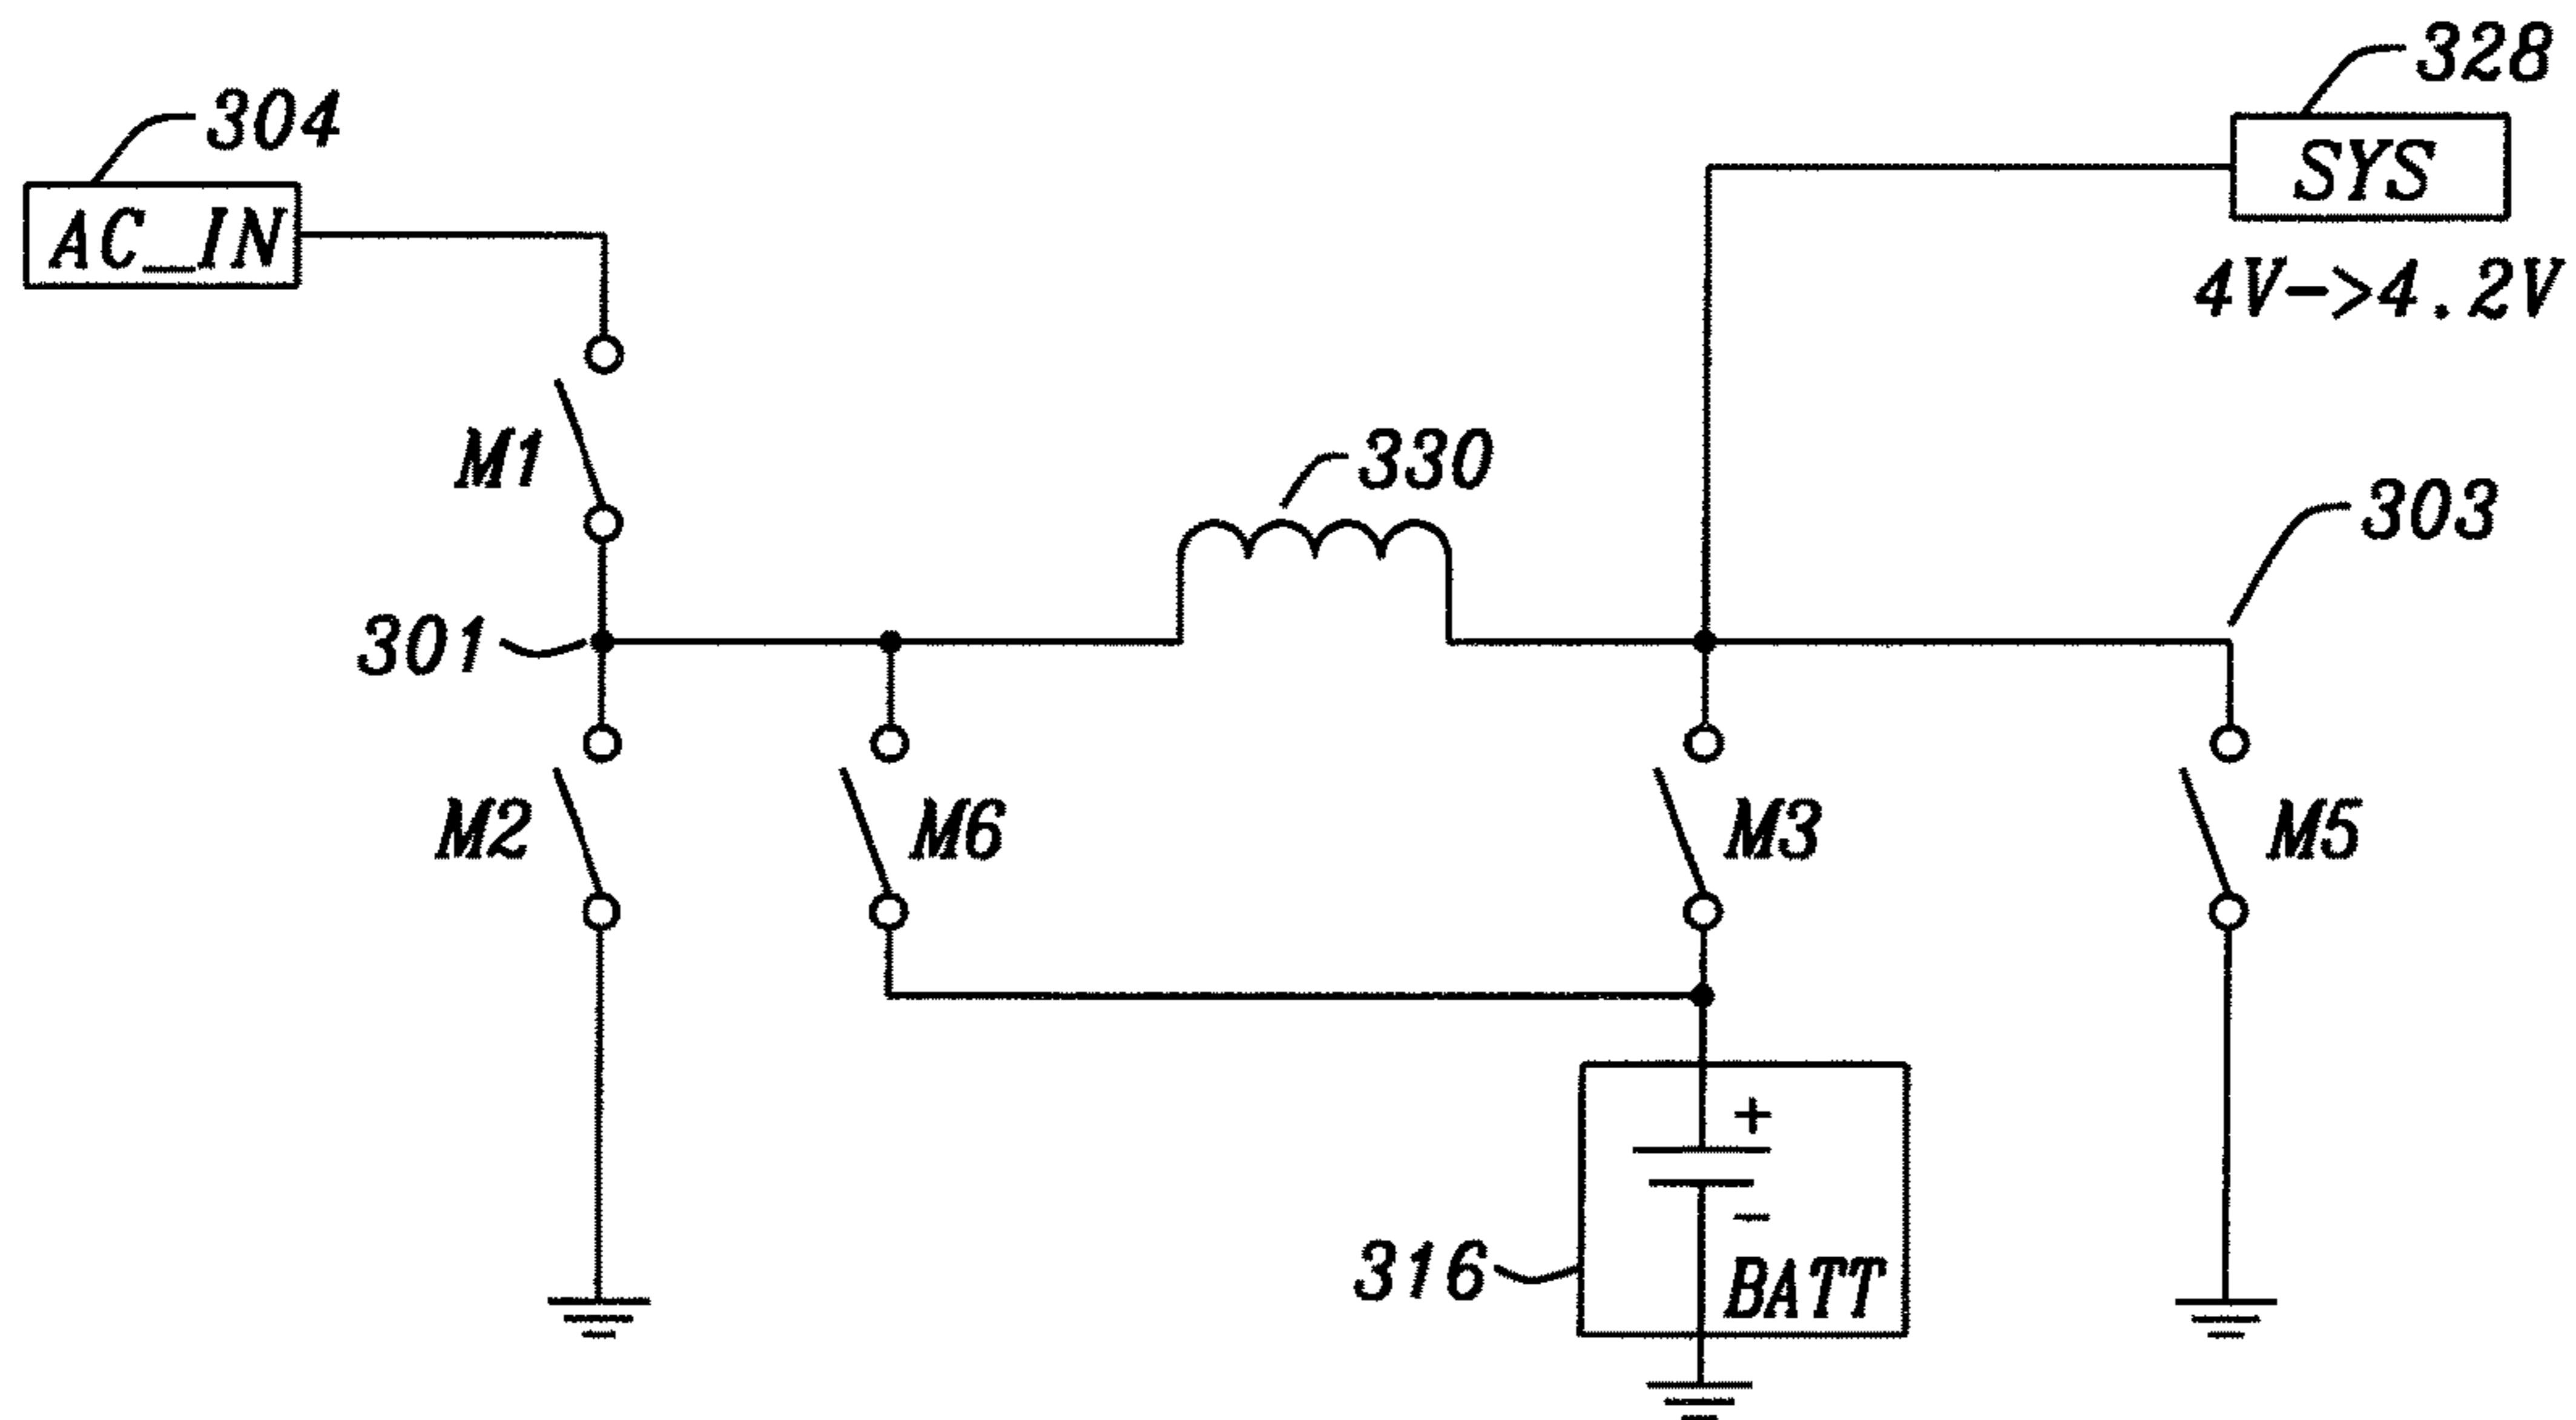 328
304
SYS
AC_IN
4V->4.2V
M1
330
303
301
M2
M6
M3
M5
+
-
316
BATT